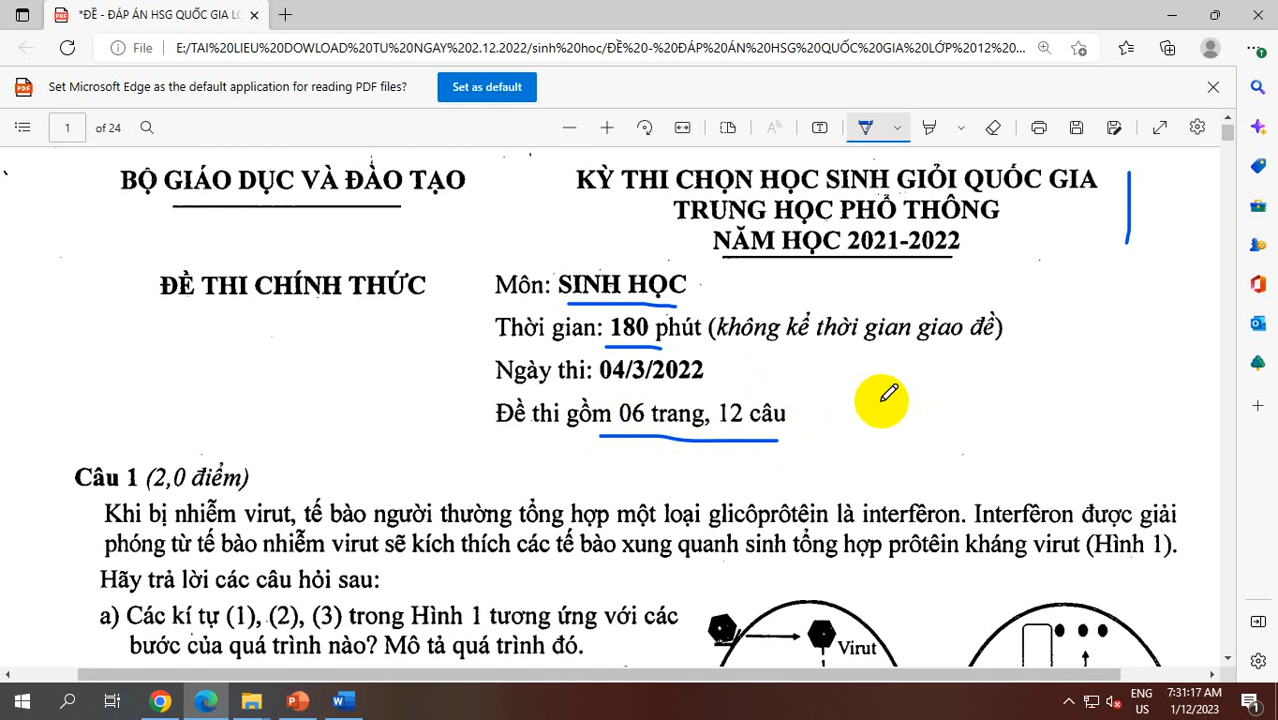 *ĐỀ - ĐÁP ÁN HSG QUỐC GIA LỚ
File
E:/TAI%20LIEU%20DOWLOAD%20TU%20NGAY%202.12.2022/sinh%20hoc/ĐỀ%20-%20ĐÁP%20ÁN%20HSG%20QUỐC%20GIA%20LỚP%2012%20...
Set Microsoft Edge as the default application for reading PDF files?
Set as default
1
of 24
BỘ GIÁO DỤC VÀ ĐÀO TẠO
KỲ THI CHỌN HỌC SINH GIỎI QUỐC GIA
TRUNG HỌC PHỔ THÔNG
NĂM HỌC 2021-2022
ĐỀ THI CHÍNH THỨC
Môn: SINH HỌC
Thời gian: 180 phút (không kể thời gian giao đề)
Ngày thi: 04/3/2022
Đề thi gồm 06 trang, 12 câu
Câu 1 (2,0 điểm)
Khi bị nhiễm virut, tế bào người thường tổng hợp một loại glicôprôtêin là interfêron. Interfêron được giải
phóng từ tế bào nhiễm virut sẽ kích thích các tế bào xung quanh sinh tổng hợp prôtêin kháng virut (Hình 1).
Hãy trả lời các câu hỏi sau:
a) Các kí tự (1), (2), (3) trong Hình 1 tương ứng với các
bước của quá trình nào? Mô tả quá trình đó.
Virut
ENG
US
7:31:17 AM
1/12/2023
1